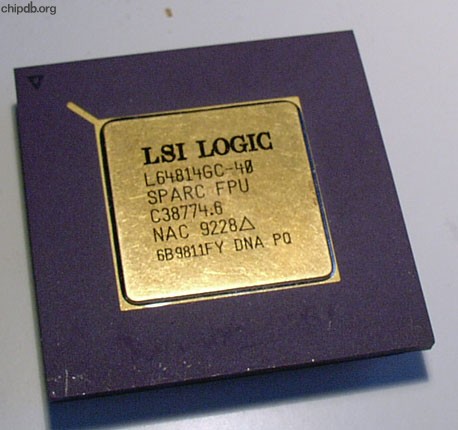 chipdb.org
LSI LOGIC
L64814GC-40
SPARC FPU
C38774.6
NAC 9228△
6B9811FY DNA PQ